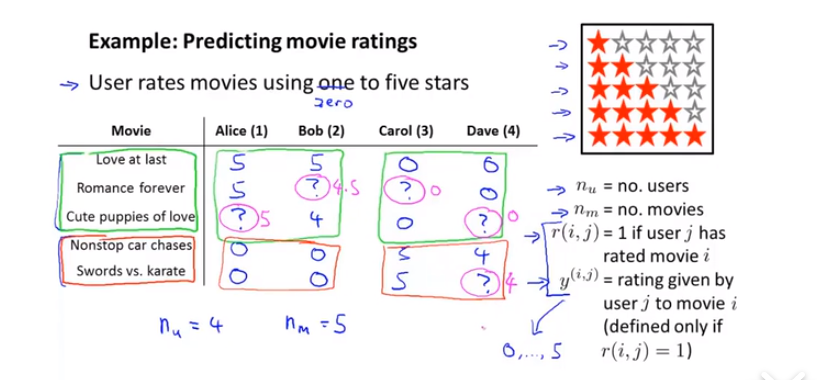 Example: Predicting movie ratings
→ User rates movies using one to five stars
zero
Movie Alice (1) Bob (2) Carol (3) Dave (4)
Love at last 5 5 0 0
Romance forever 5 ? 4.5 ? 0 0
Cute puppies of love ? 5 4 0 ? 0
Nonstop car chases 0 0 5 4
Swords vs. karate 0 0 5 ? 4
n_u = 4 n_m = 5
→ n_u = no. users
→ n_m = no. movies
→ r(i, j) = 1 if user j has
rated movie i
→ y^(i,j) = rating given by
user j to movie i
(defined only if
r(i, j) = 1)
0,..., 5